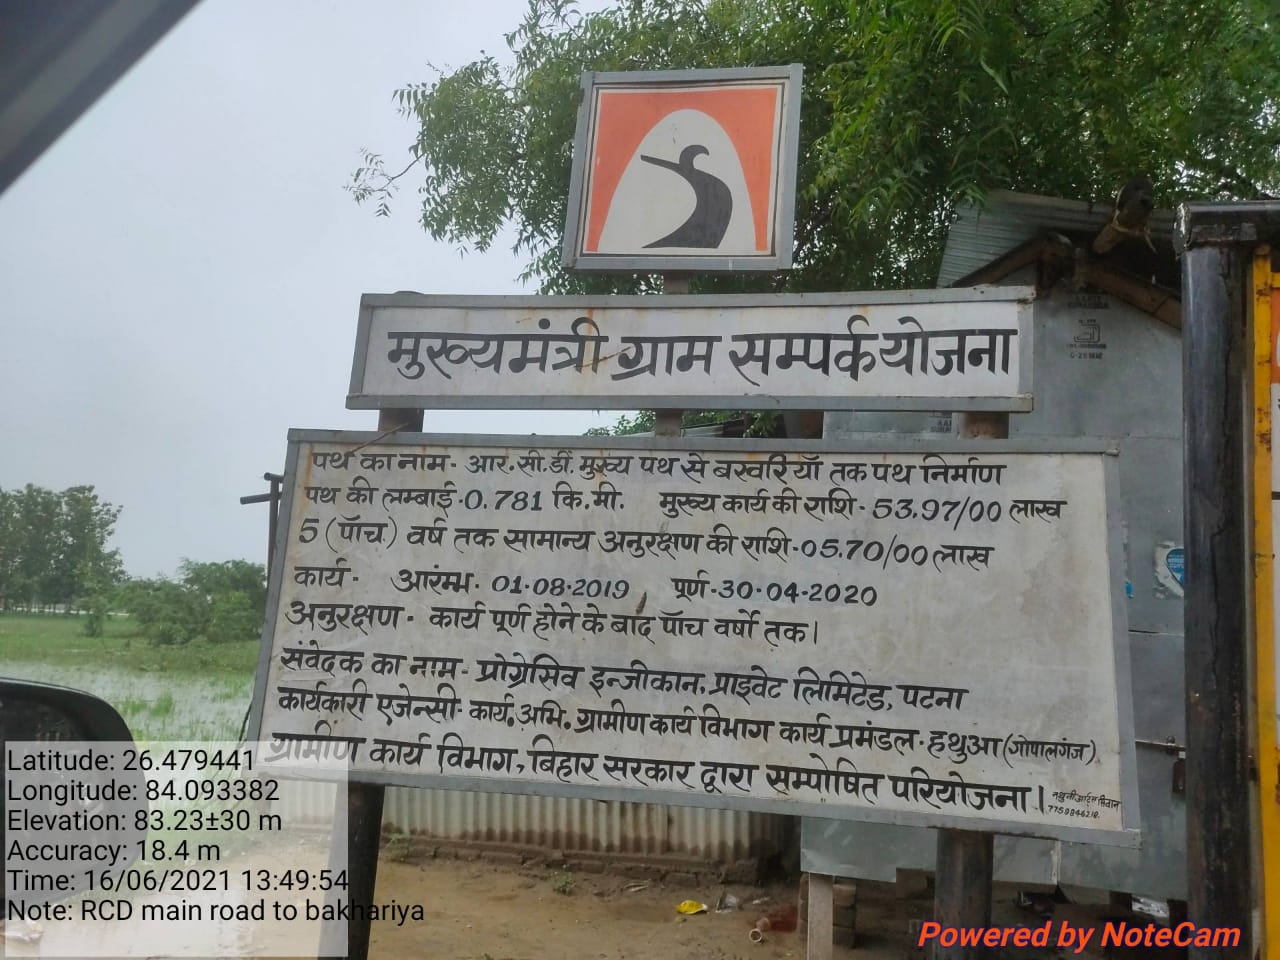 मुख्यमंत्री ग्राम सम्पर्क योजना
पथ का नाम- आर.सी.डी. मुख्य पथ से बखरियाँ तक पथ निर्माण
पथ की लम्बाई-0.781 कि.मी. मुख्य कार्य की राशि-53.97/00 लाख
5 (पाँच) वर्ष तक सामान्य अनुरक्षण की राशि-05.70/00 लाख
कार्य- आरंम्भ- 01-08-2019 पूर्ण-30-04-2020
अनुरक्षण- कार्य पूर्ण होने के बाद पाँच वर्षो तक।
संवेदक का नाम- प्रोग्रेसिव इन्जीकान, प्राइवेट लिमिटेड, पटना
कार्यकारी एजेन्सी-कार्य. अभि. ग्रामीण कार्य विभाग कार्य प्रमंडल-हथुआ (गोपालगंज)
ग्रामीण कार्य विभाग, बिहार सरकार द्वारा सम्पोषित परियोजना।
Latitude: 26.479441
Longitude: 84.093382
Elevation: 83.23±30 m
Accuracy: 18.4 m
Time: 16/06/2021 13:49:54
Note: RCD main road to bakhariya
Powered by NoteCam